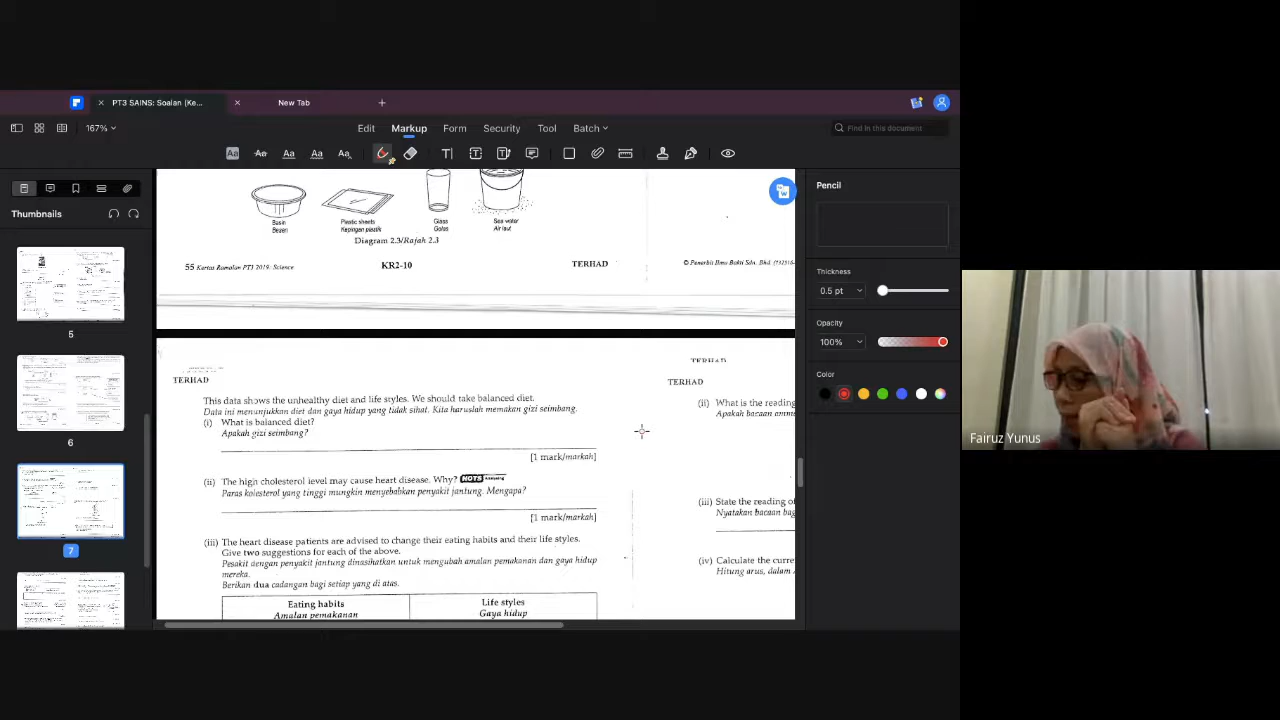 PT3 SAINS: Soalan (Ke...
New Tab
167%
Edit
Markup
Form
Security
Tool
Batch
Find in this document
Thumbnails
5
6
7
Basin
Besen
Plastic sheets
Kepingan plastik
Glass
Gelas
Sea water
Air laut
Diagram 2.3/Rajah 2.3
55 Kertas Ramalan PT3 2019: Science
KR2-10
TERHAD
© Penerbit Ilmu Bakti Sdn. Bhd.
TERHAD
This data shows the unhealthy diet and life styles. We should take balanced diet.
Data ini menunjukkan diet dan gaya hidup yang tidak sihat. Kita haruslah memakan gizi seimbang.
(i) What is balanced diet?
Apakah gizi seimbang?
[1 mark/markah]
(ii) The high cholesterol level may cause heart disease. Why? HOTS
Paras kolesterol yang tinggi mungkin menyebabkan penyakit jantung. Mengapa?
[1 mark/markah]
(iii) The heart disease patients are advised to change their eating habits and their life styles.
Give two suggestions for each of the above.
Pesakit dengan penyakit jantung dinasihatkan untuk mengubah amalan pemakanan dan gaya hidup
mereka.
Berikan dua cadangan bagi setiap yang di atas.
Eating habits
Amalan pemakanan
Life styles
Gaya hidup
TERHAD
TERHAD
(ii) What is the reading
Apakah bacaan
(iii) State the reading of
Nyatakan bacaan bag
(iv) Calculate the curre
Hitung arus, dalam
Pencil
Thickness
0.5 pt
Opacity
100%
Color
Fairuz Yunus